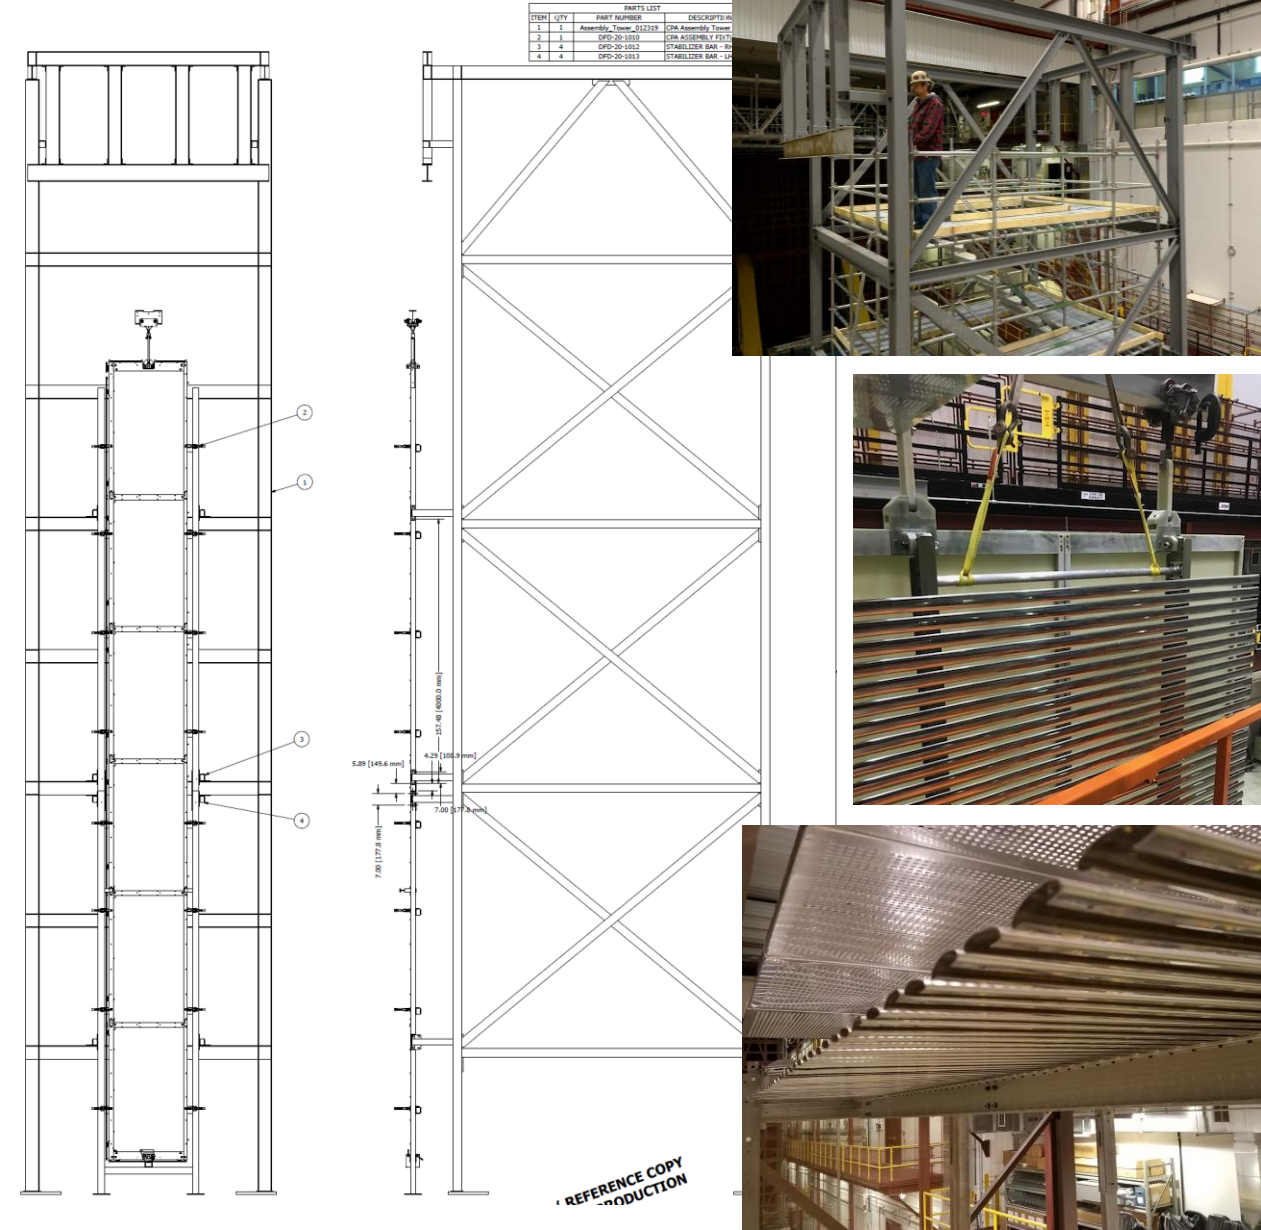 PARTS LIST
ITEM QTY PART NUMBER DESCRIPTION
1 1 Assembly_Tower_012319 CPA Assembly Tower
2 1 DFD-20-1010 CPA ASSEMBLY
3 4 DFD-20-1012 STABILIZER BAR -
4 4 DFD-20-1013 STABILIZER BAR -
2
1
157.48 [4000.0 mm]
3
4.29 [108.9 mm]
5.89 [149.6 mm]
7.00 [177.8 mm]
4
7.00 [177.8 mm]
REFERENCE COPY